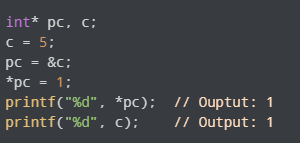 int* pc, c;
c = 5;
pc = &c;
*pc = 1;
printf("%d", *pc);  // Ouptut: 1
printf("%d", c);    // Output: 1